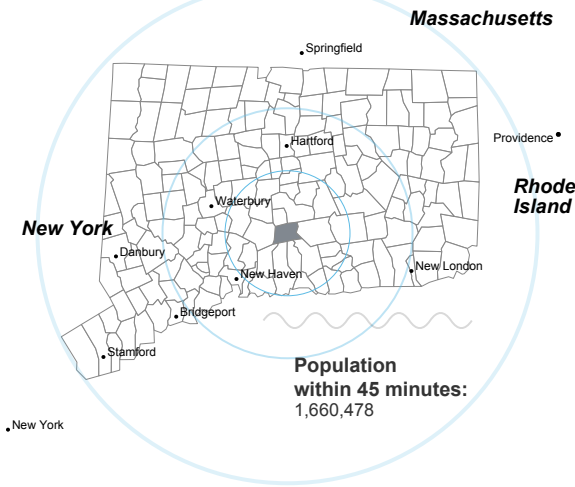 Massachusetts
Springfield
Providence
Hartford
Rhode
Island
Waterbury
New York
Danbury
New London
New Haven
Bridgeport
Stamford
Population
within 45 minutes:
1,660,478
New York